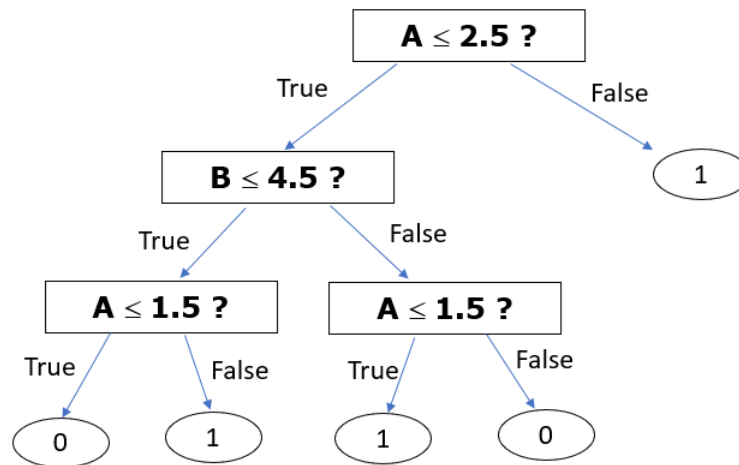 A ≤ 2.5 ?
True
False
B ≤ 4.5 ?
1
True
False
A ≤ 1.5 ?
A ≤ 1.5 ?
True
False
True
False
0
1
1
0